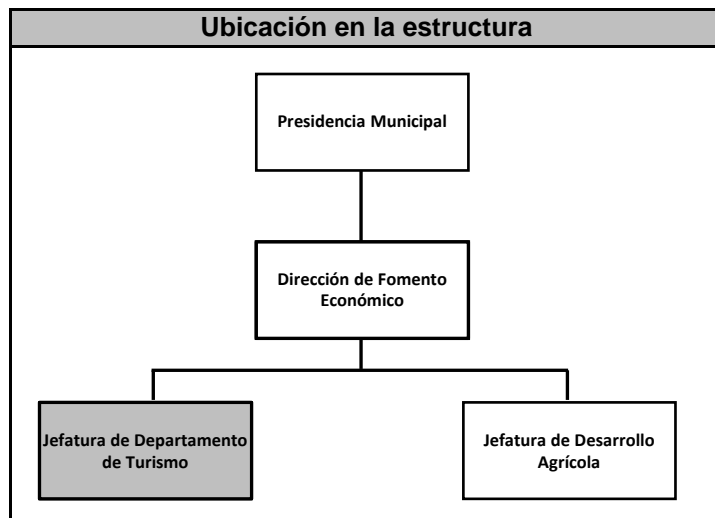 Ubicación en la estructura
Presidencia Municipal
Dirección de Fomento
Económico
Jefatura de Departamento
de Turismo
Jefatura de Desarrollo
Agrícola